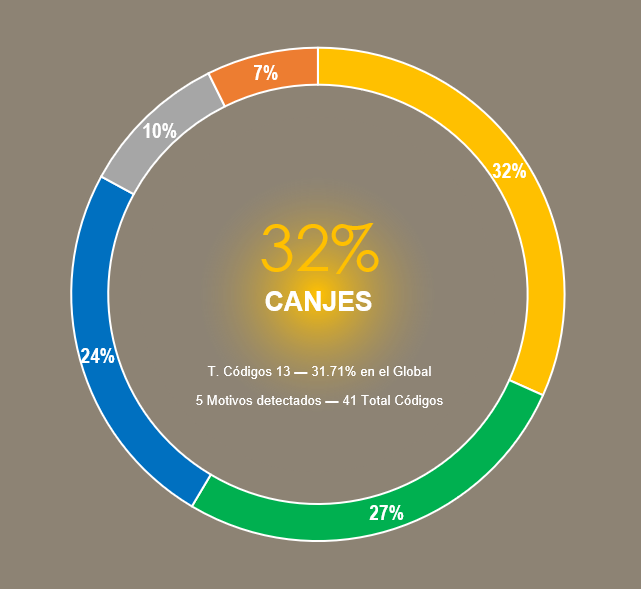 7%
10%
32%
32%
CANJES
24%
T. Códigos 13 — 31.71% en el Global
5 Motivos detectados — 41 Total Códigos
27%